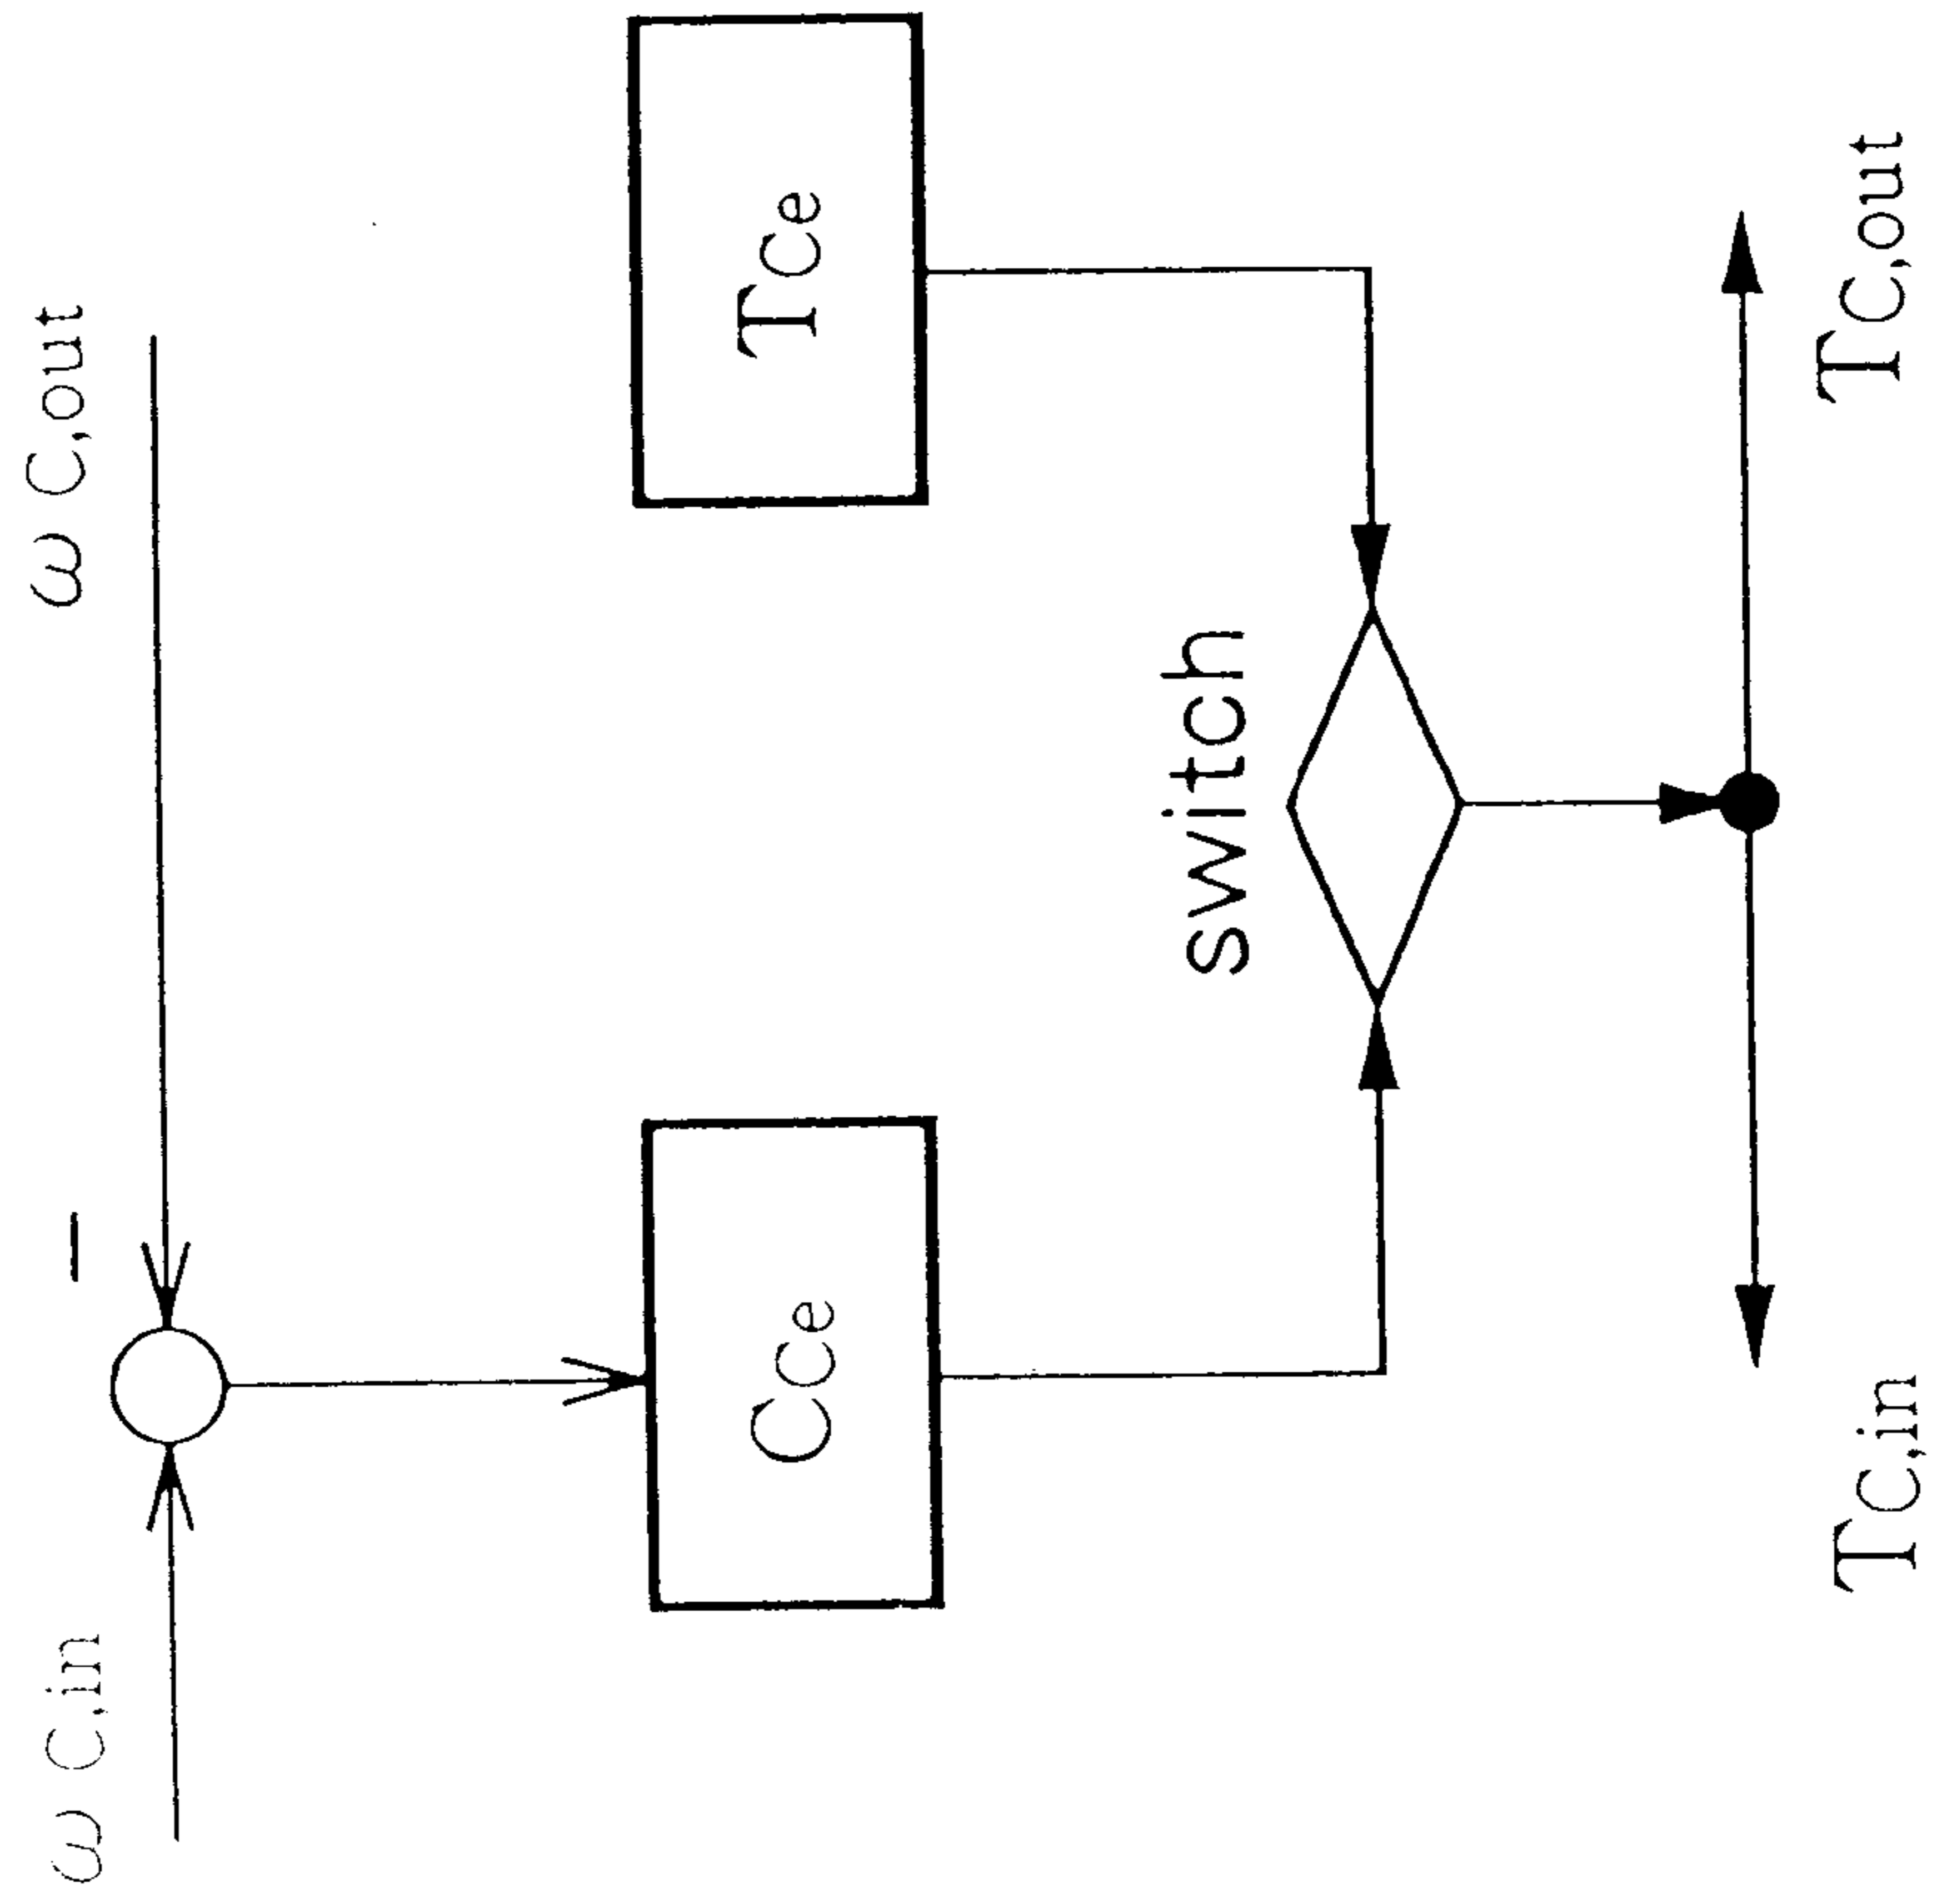 ω C,in
−
ω C,out
CCe
TCe
switch
TC,in
TC,out